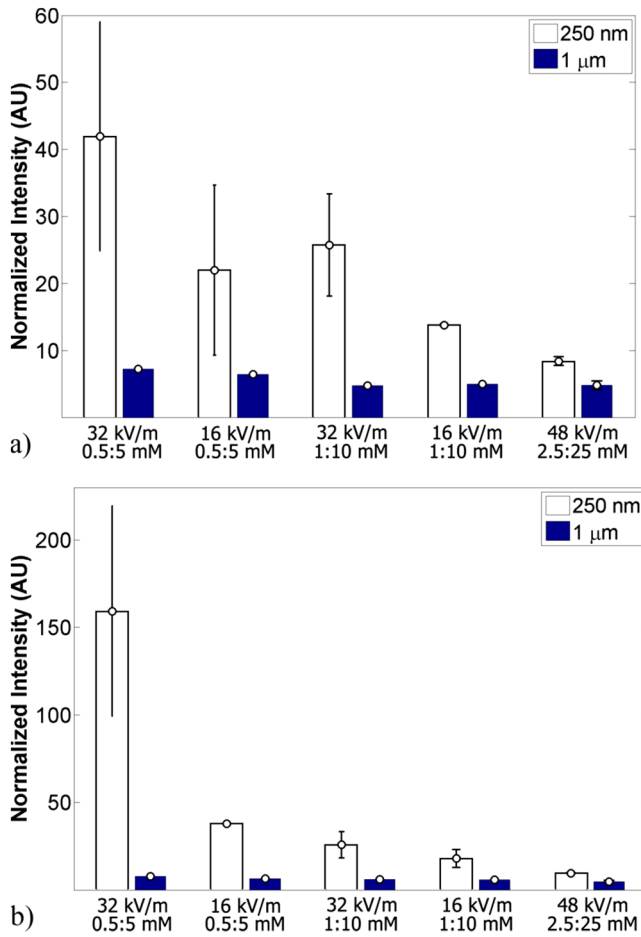 60
50
40
30
20
10
Normalized Intensity (AU)
250 nm
1 μm
32 kV/m 16 kV/m 32 kV/m 16 kV/m 48 kV/m
0.5:5 mM 0.5:5 mM 1:10 mM 1:10 mM 2.5:25 mM
a)
200
150
100
50
Normalized Intensity (AU)
250 nm
1 μm
32 kV/m 16 kV/m 32 kV/m 16 kV/m 48 kV/m
0.5:5 mM 0.5:5 mM 1:10 mM 1:10 mM 2.5:25 mM
b)